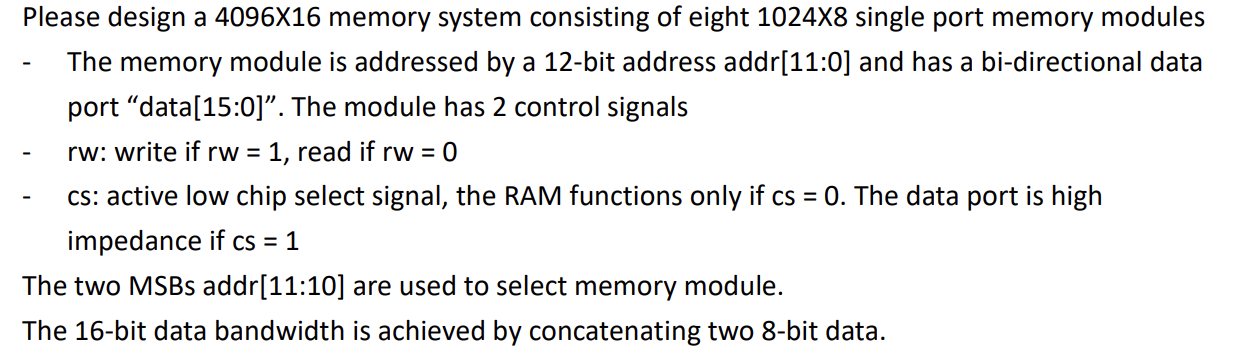 Please design a 4096X16 memory system consisting of eight 1024X8 single port memory modules
- The memory module is addressed by a 12-bit address addr[11:0] and has a bi-directional data
port “data[15:0]”. The module has 2 control signals
- rw: write if rw = 1, read if rw = 0
- cs: active low chip select signal, the RAM functions only if cs = 0. The data port is high
impedance if cs = 1
The two MSBs addr[11:10] are used to select memory module.
The 16-bit data bandwidth is achieved by concatenating two 8-bit data.